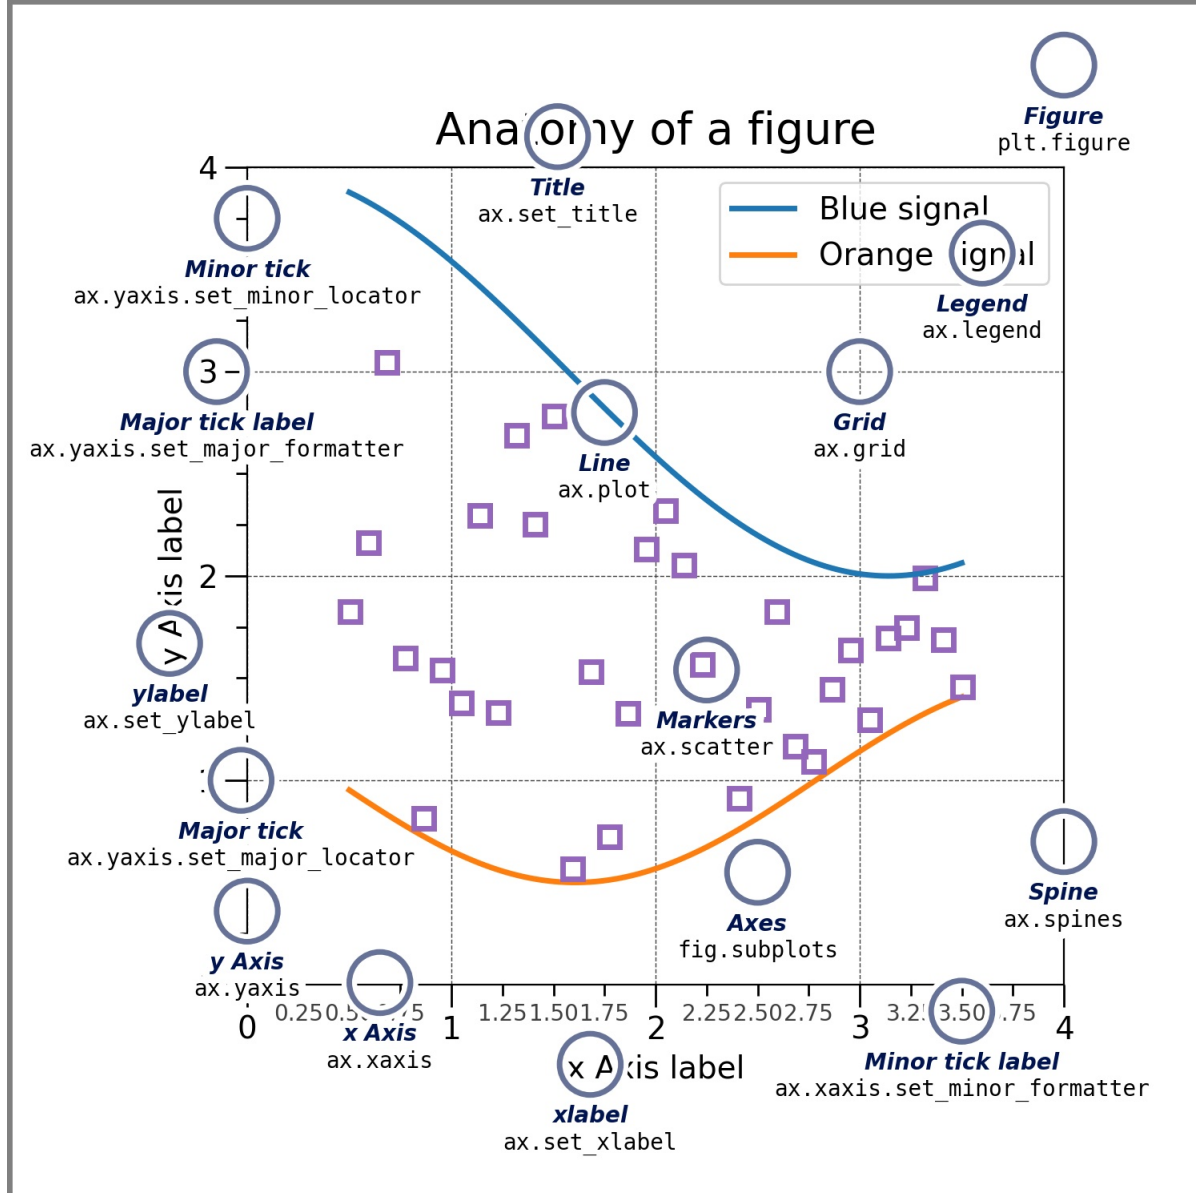 Figure
plt.figure
Anatomy of a figure
Title
ax.set_title
4
Blue signal
Orange signal
Legend
ax.legend
Minor tick
ax.yaxis.set_minor_locator
3
Major tick label
ax.yaxis.set_major_formatter
Grid
ax.grid
Line
ax.plot
y Axis label
2
ylabel
ax.set_ylabel
Markers
ax.scatter
Major tick
ax.yaxis.set_major_locator
Axes
fig.subplots
Spine
ax.spines
y Axis
ax.yaxis
0.25 1.25 1.50 1.75 2.25 2.50 2.75 3.50
0 1 2 3 4
x Axis
ax.xaxis
x Axis label
xlabel
ax.set_xlabel
Minor tick label
ax.xaxis.set_minor_formatter